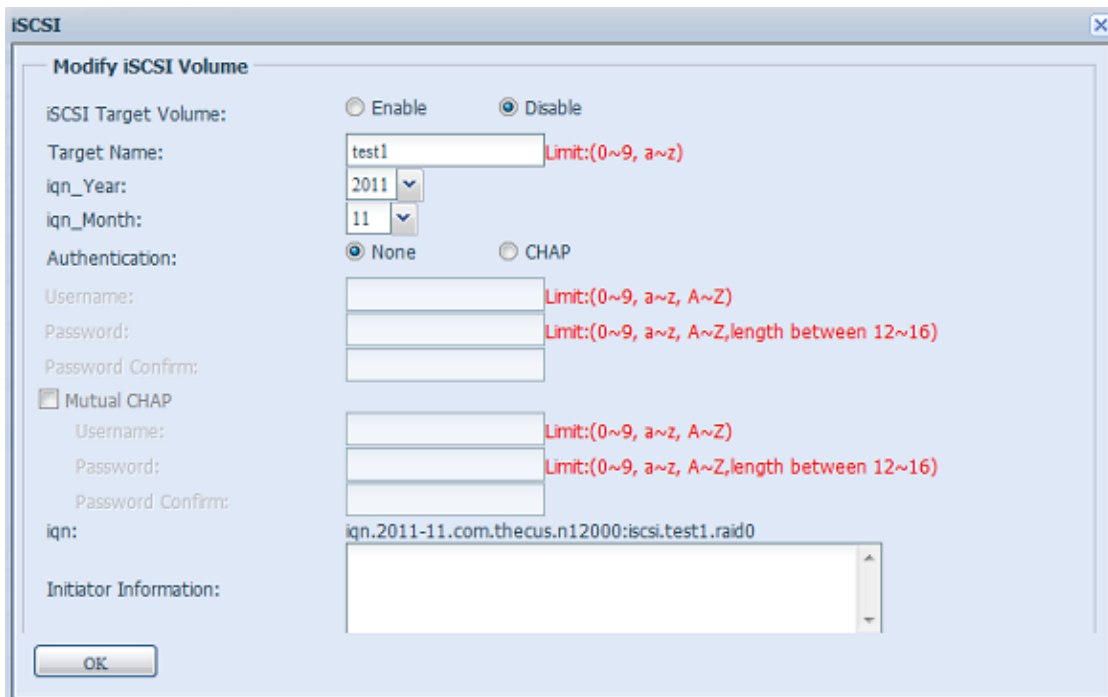 iSCSI
Modify iSCSI Volume
iSCSI Target Volume: Enable Disable
Target Name: test1 Limit:(0~9, a~z)
iqn_Year: 2011
iqn_Month: 11
Authentication: None CHAP
Username: Limit:(0~9, a~z, A~Z)
Password: Limit:(0~9, a~z, A~Z,length between 12~16)
Password Confirm:
Mutual CHAP
Username: Limit:(0~9, a~z, A~Z)
Password: Limit:(0~9, a~z, A~Z,length between 12~16)
Password Confirm:
iqn: iqn.2011-11.com.thecus.n12000:iscsi.test1.raid0
Initiator Information:
OK